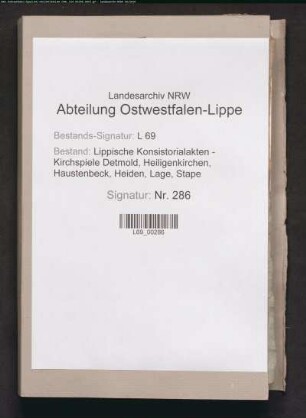 Landesarchiv NRW
Abteilung Ostwestfalen-Lippe
Bestands-Signatur: L 69
Bestand: Lippische Konsistorialakten -
Kirchspiele Detmold, Heiligenkirchen,
Haustenbeck, Heiden, Lage, Stape
Signatur: Nr. 286
L69_00286